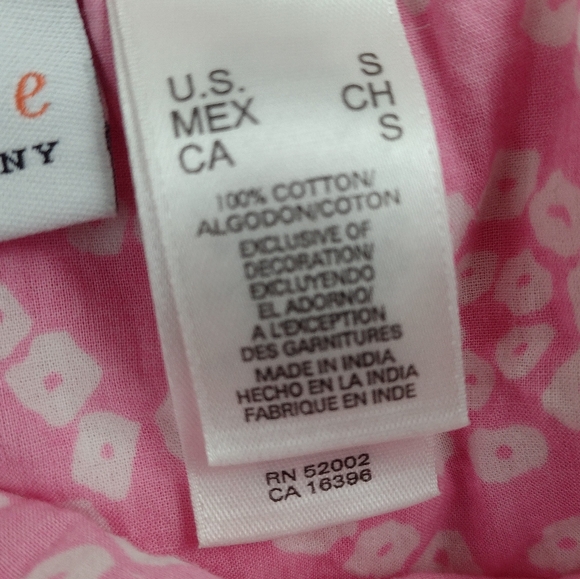 e
NY
U.S. S
MEX CH
CA S
100% COTTON/
ALGODON/COTON
EXCLUSIVE OF
DECORATION/
EXCLUYENDO
EL ADORNO/
A L'EXCEPTION
DES GARNITURES
MADE IN INDIA
HECHO EN LA INDIA
FABRIQUE EN INDE
RN 52002
CA 16396